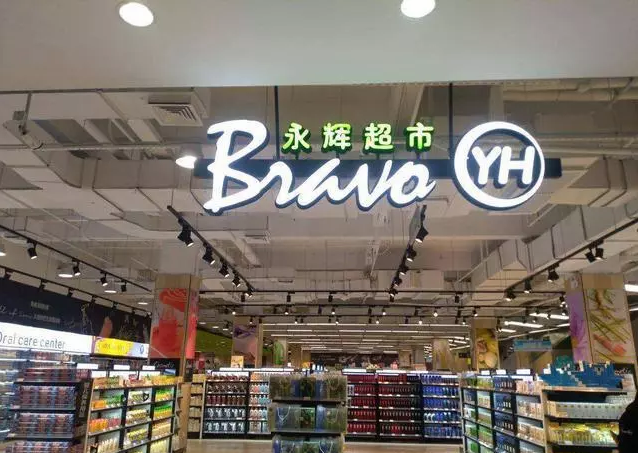 永辉超市
Bravo YH
Oral care center